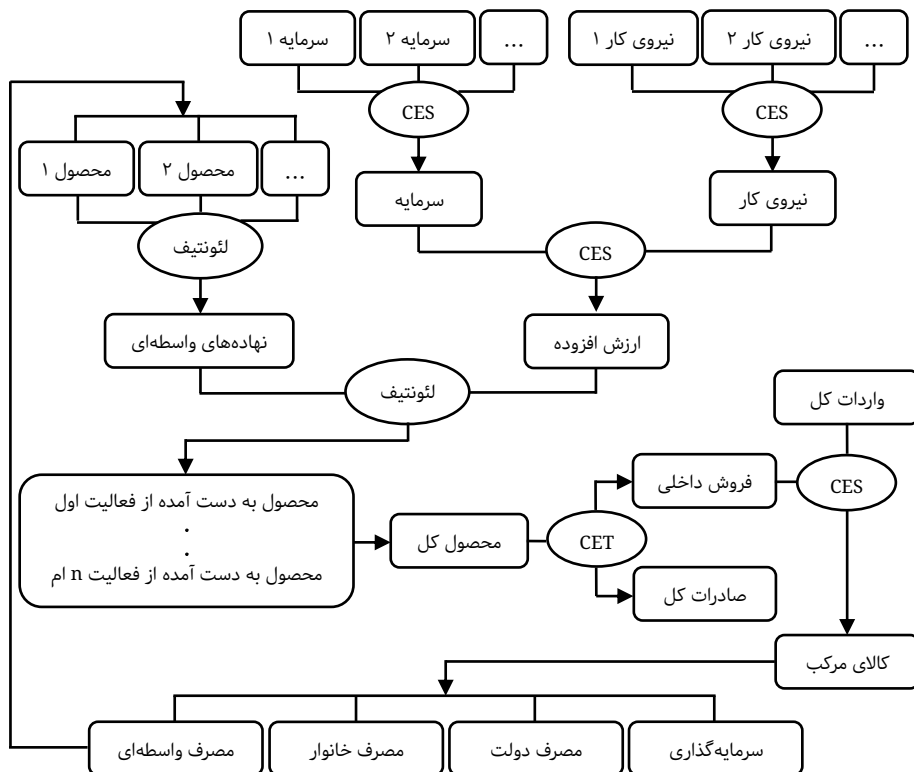 سرمایه ۱
سرمایه ۲
...
نیروی کار ۱
نیروی کار ۲
...
CES
CES
محصول ۱
محصول ۲
...
سرمایه
نیروی کار
لئونتیف
CES
نهاده‌های واسطه‌ای
ارزش افزوده
لئونتیف
واردات کل
محصول به دست آمده از فعالیت اول
.
.
محصول به دست آمده از فعالیت n ام
محصول کل
CET
فروش داخلی
CES
صادرات کل
کالای مرکب
مصرف واسطه‌ای
مصرف خانوار
مصرف دولت
سرمایه‌گذاری